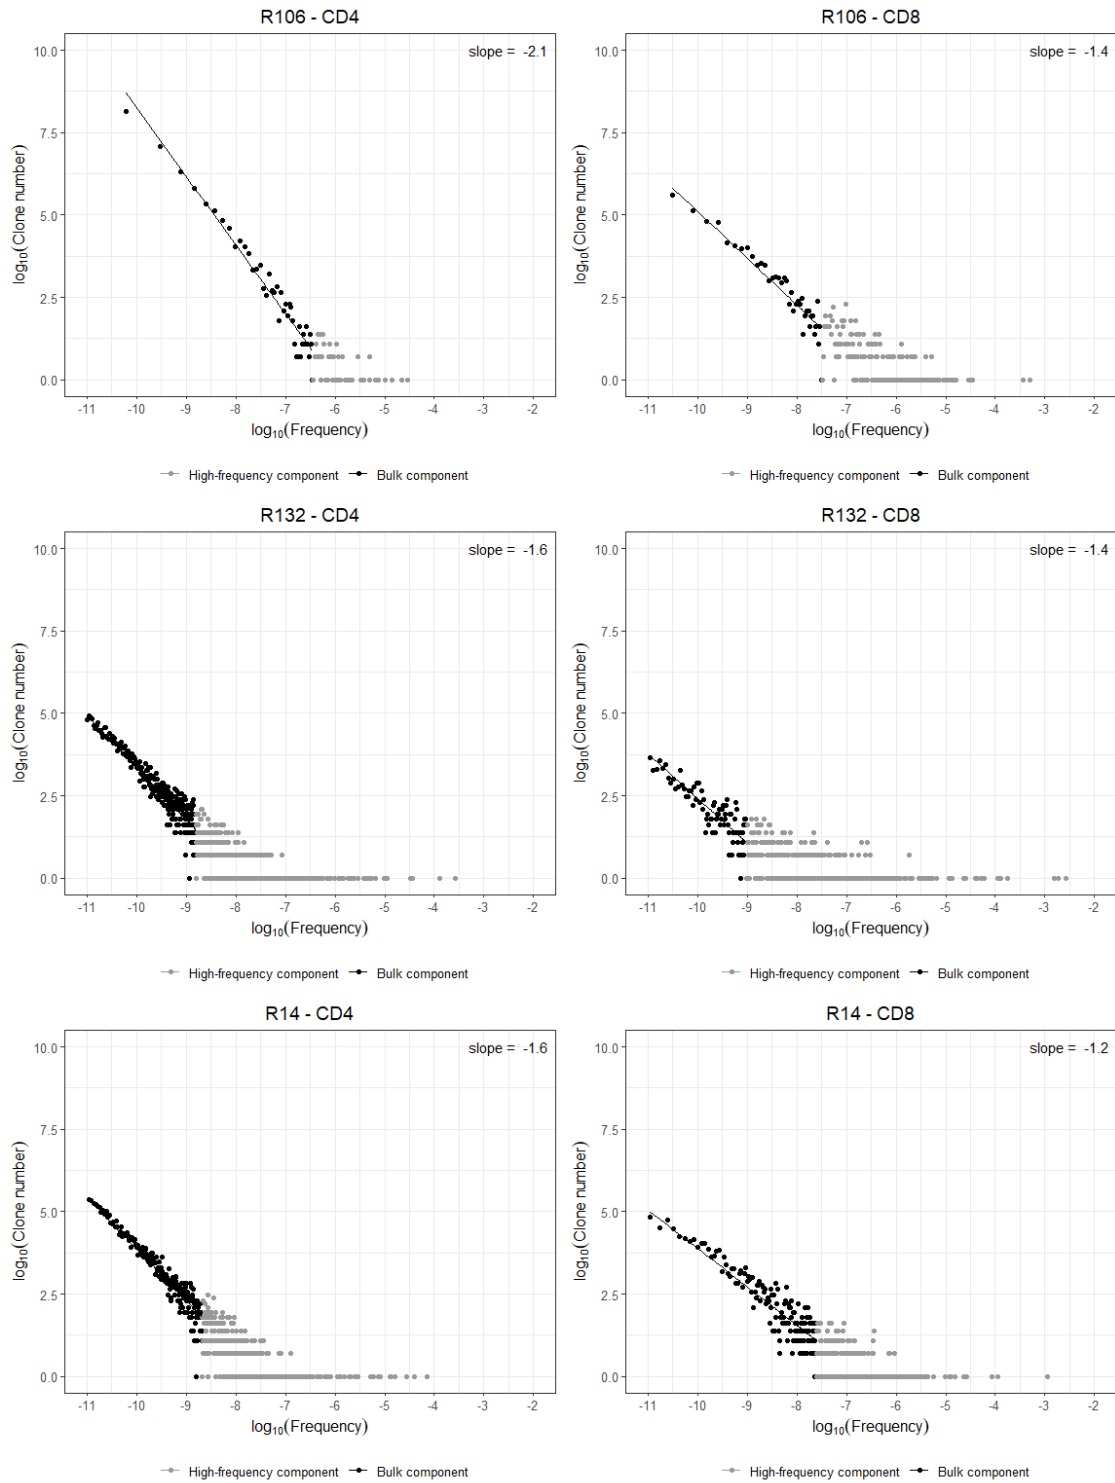 R106 - CD4
slope = -2.1
10.0
7.5
5.0
2.5
0.0
log10(Clone number)
-11 -10 -9 -8 -7 -6 -5 -4 -3 -2
log10(Frequency)
High-frequency component Bulk component
R106 - CD8
slope = -1.4
10.0
7.5
5.0
2.5
0.0
log10(Clone number)
-11 -10 -9 -8 -7 -6 -5 -4 -3 -2
log10(Frequency)
High-frequency component Bulk component
R132 - CD4
slope = -1.6
10.0
7.5
5.0
2.5
0.0
log10(Clone number)
-11 -10 -9 -8 -7 -6 -5 -4 -3 -2
log10(Frequency)
High-frequency component Bulk component
R132 - CD8
slope = -1.4
10.0
7.5
5.0
2.5
0.0
log10(Clone number)
-11 -10 -9 -8 -7 -6 -5 -4 -3 -2
log10(Frequency)
High-frequency component Bulk component
R14 - CD4
slope = -1.6
10.0
7.5
5.0
2.5
0.0
log10(Clone number)
-11 -10 -9 -8 -7 -6 -5 -4 -3 -2
log10(Frequency)
High-frequency component Bulk component
R14 - CD8
slope = -1.2
10.0
7.5
5.0
2.5
0.0
log10(Clone number)
-11 -10 -9 -8 -7 -6 -5 -4 -3 -2
log10(Frequency)
High-frequency component Bulk component